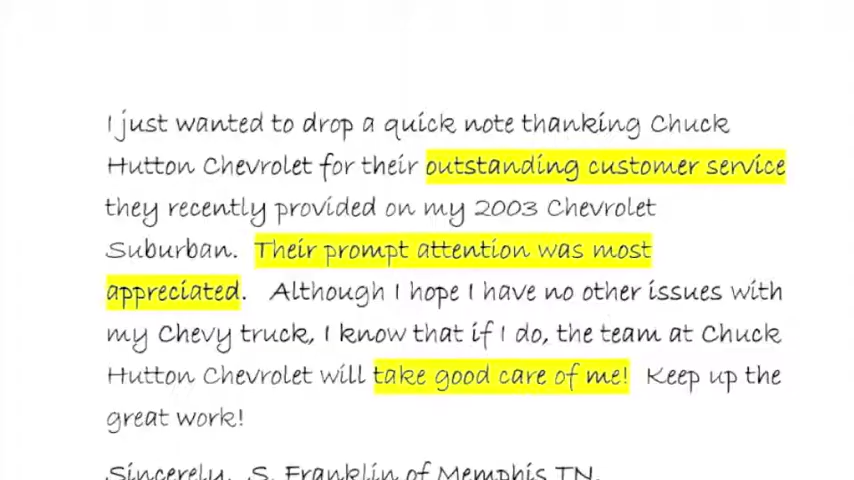 I just wanted to drop a quick note thanking Chuck
Hutton Chevrolet for their outstanding customer service
they recently provided on my 2003 Chevrolet
Suburban. Their prompt attention was most
appreciated. Although I hope I have no other issues with
my Chevy truck, I know that if I do, the team at Chuck
Hutton Chevrolet will take good care of me! Keep up the
great work!
Sincerely, S. Franklin of Memphis TN.